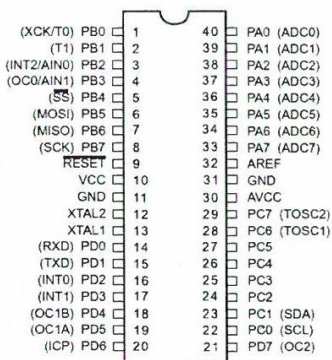 (XCK/T0) PB0 1 40 PA0 (ADC0)
(T1) PB1 2 39 PA1 (ADC1)
(INT2/AIN0) PB2 3 38 PA2 (ADC2)
(OC0/AIN1) PB3 4 37 PA3 (ADC3)
(SS) PB4 5 36 PA4 (ADC4)
(MOSI) PB5 6 35 PA5 (ADC5)
(MISO) PB6 7 34 PA6 (ADC6)
(SCK) PB7 8 33 PA7 (ADC7)
RESET 9 32 AREF
VCC 10 31 GND
GND 11 30 AVCC
XTAL2 12 29 PC7 (TOSC2)
XTAL1 13 28 PC6 (TOSC1)
(RXD) PD0 14 27 PC5
(TXD) PD1 15 26 PC4
(INT0) PD2 16 25 PC3
(INT1) PD3 17 24 PC2
(OC1B) PD4 18 23 PC1 (SDA)
(OC1A) PD5 19 22 PC0 (SCL)
(ICP) PD6 20 21 PD7 (OC2)